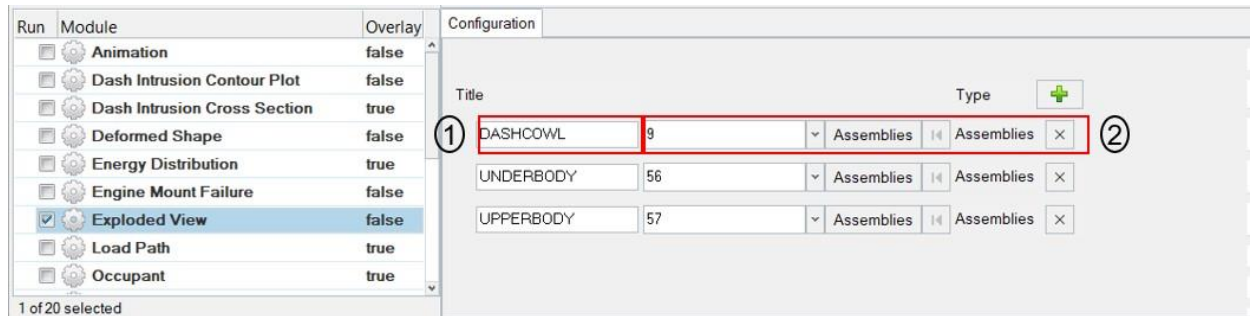 Run Module Overlay
Animation false
Dash Intrusion Contour Plot false
Dash Intrusion Cross Section true
Deformed Shape false
Energy Distribution true
Engine Mount Failure false
Exploded View false
Load Path true
Occupant true
1 of 20 selected
Configuration
Title Type
① DASHCOWL 9 Assemblies Assemblies ②
UNDERBODY 56 Assemblies Assemblies
UPPERBODY 57 Assemblies Assemblies